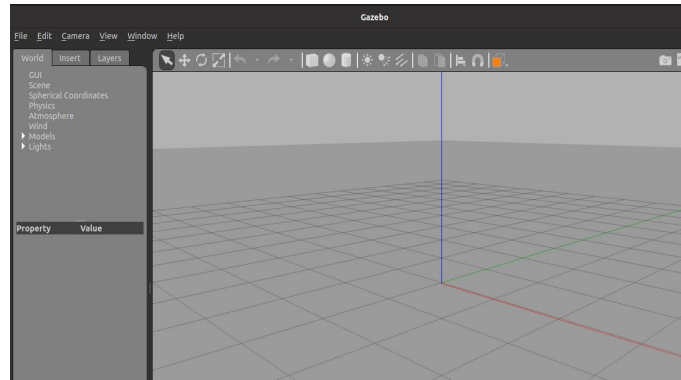 Gazebo
File Edit Camera View Window Help
World Insert Layers
GUI
Scene
Spherical Coordinates
Physics
Atmosphere
Wind
Models
Lights
Property Value